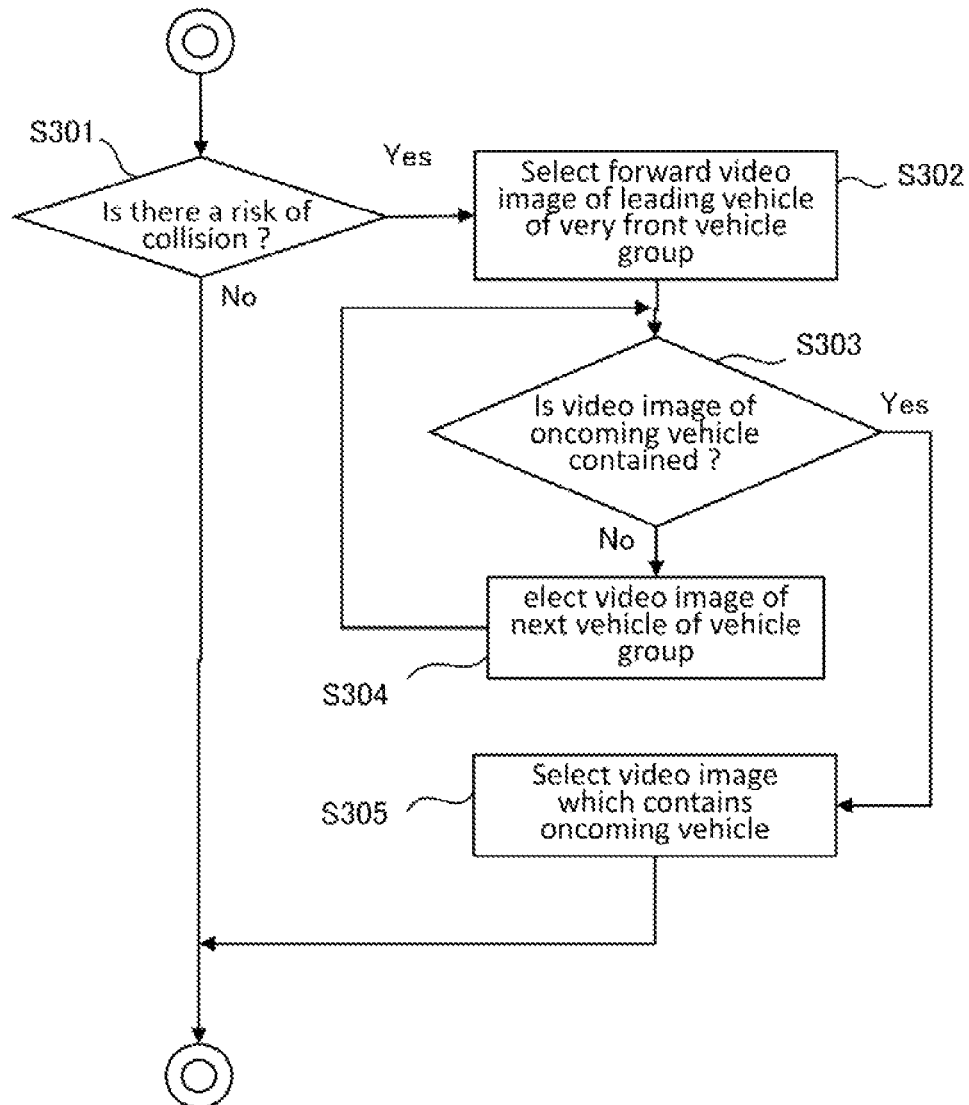 S301
Yes
Is there a risk of
collision ?
No
Select forward video
image of leading vehicle
of very front vehicle
group
S302
S303
Is video image of
oncoming vehicle
contained ?
Yes
No
elect video image of
next vehicle of vehicle
group
S304
Select video image
which contains
oncoming vehicle
S305